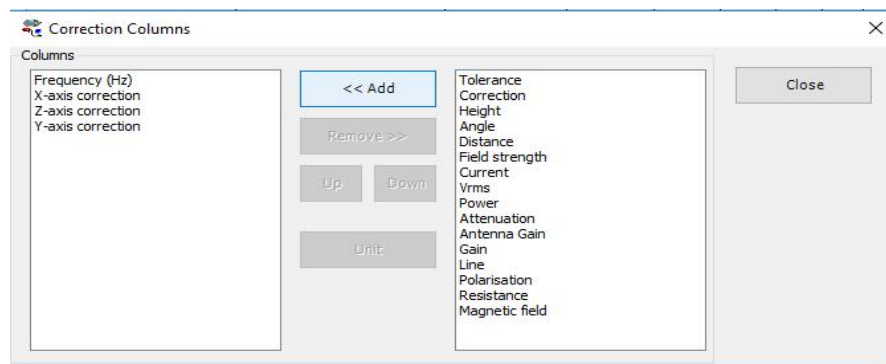 Correction Columns
Columns
Frequency (Hz)
X-axis correction
Z-axis correction
Y-axis correction
<< Add
Remove >>
Up
Down
Unit
Tolerance
Correction
Height
Angle
Distance
Field strength
Current
Vrms
Power
Attenuation
Antenna Gain
Gain
Line
Polarisation
Resistance
Magnetic field
Close